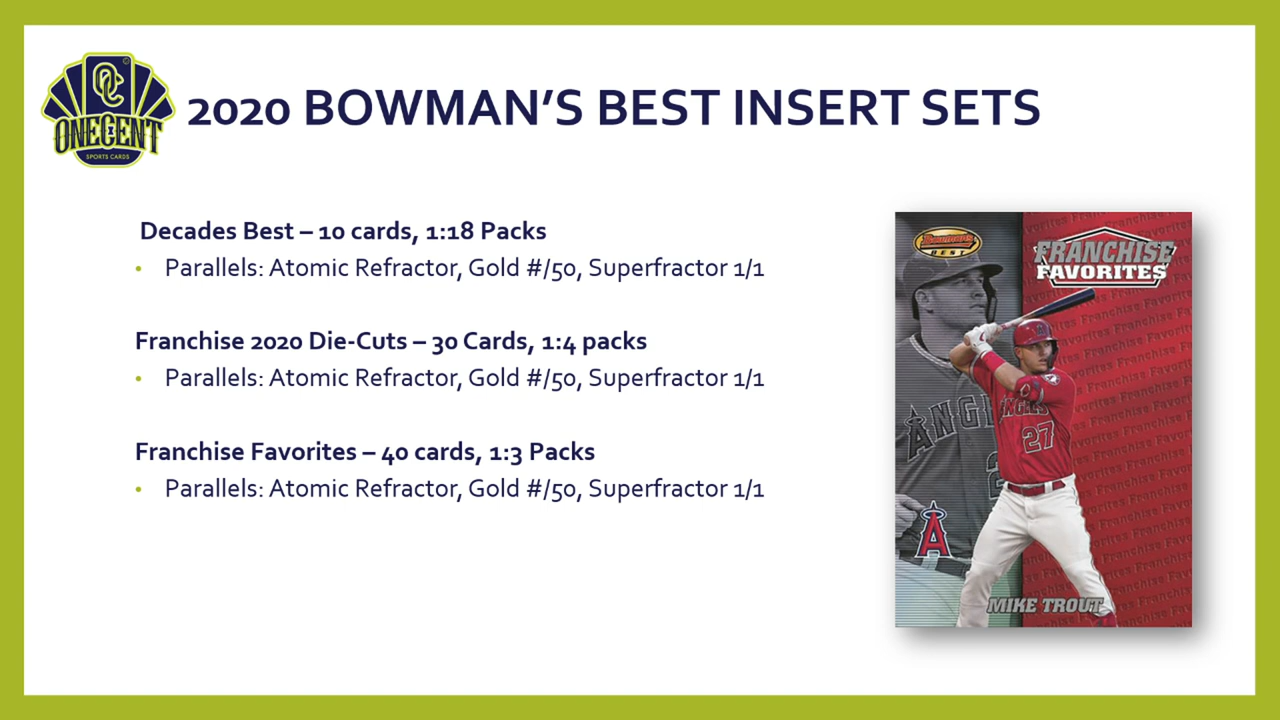 OC
ONECENT
SPORTS CARDS
2020 BOWMAN'S BEST INSERT SETS
Decades Best – 10 cards, 1:18 Packs
• Parallels: Atomic Refractor, Gold #/50, Superfractor 1/1
Franchise 2020 Die-Cuts – 30 Cards, 1:4 packs
• Parallels: Atomic Refractor, Gold #/50, Superfractor 1/1
Franchise Favorites – 40 cards, 1:3 Packs
• Parallels: Atomic Refractor, Gold #/50, Superfractor 1/1
Bowman's
BEST
FRANCHISE
FAVORITES
ANGELS
27
ANG
2
A
MIKE TROUT